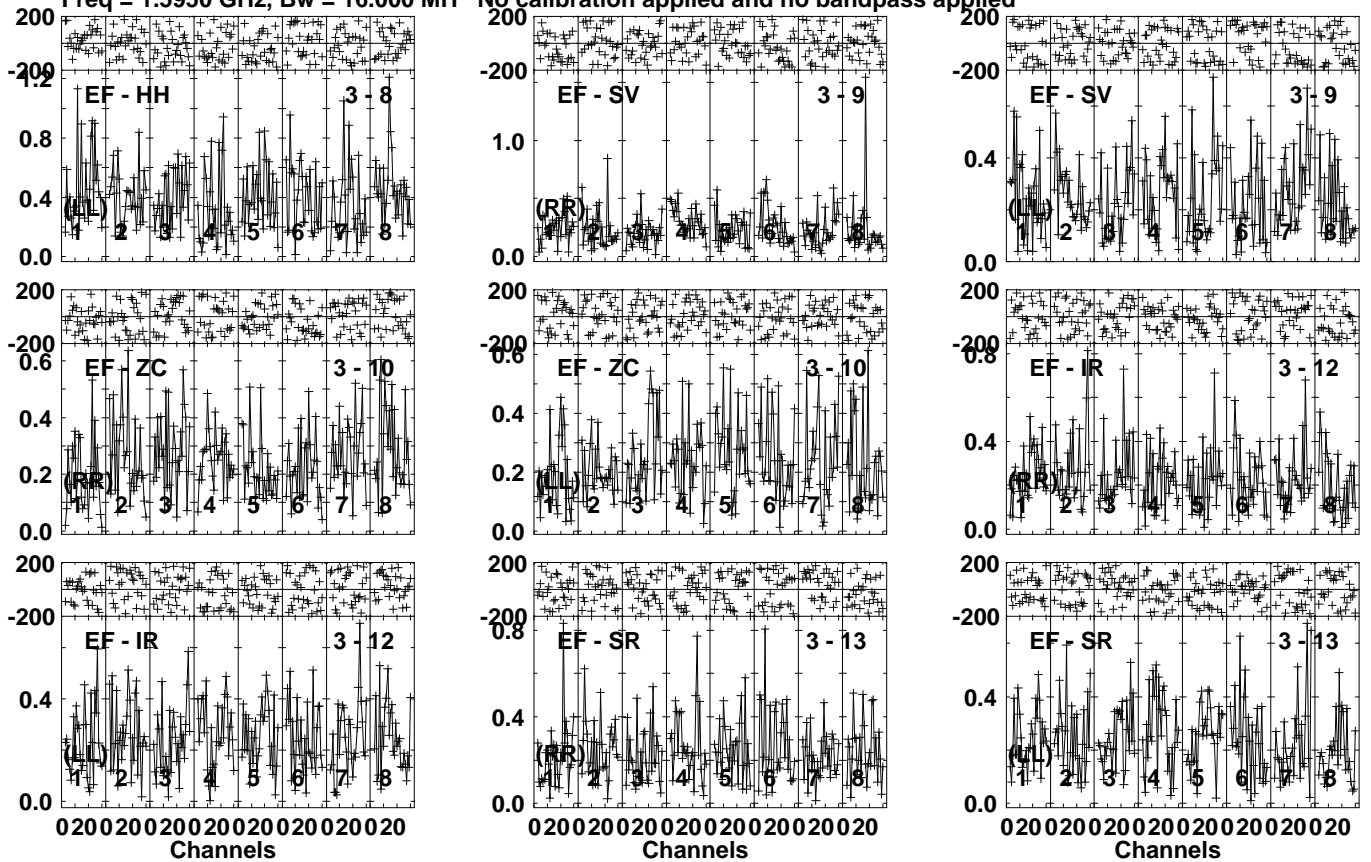 Freq = 1.5950 GHz, Bw = 16.000 MH No calibration applied and no bandpass applied
200 200 200
-200 -200 -200
1.2 EF - HH 3 - 8 EF - SV 3 - 9 EF - SV 3 - 9
0.8 1.0 0.4
0.4 (LL) (RR) (LL)
1 2 3 4 5 6 7 8 1 2 3 4 5 6 7 8 1 2 3 4 5 6 7 8
0.0 0.0 0.0
200 200 200
-200 -200 -200
0.6 EF - ZC 3 - 10 0.6 EF - ZC 3 - 10 0.8 EF - IR 3 - 12
0.4 0.4 0.4
0.2 (RR) 0.2 (LL) (RR)
1 2 3 4 5 6 7 8 1 2 3 4 5 6 7 8 1 2 3 4 5 6 7 8
0.0 0.0 0.0
200 200 200
-200 -200 -200
EF - IR 3 - 12 0.8 EF - SR 3 - 13 EF - SR 3 - 13
0.4 0.4 0.4
(LL) (RR) (LL)
1 2 3 4 5 6 7 8 1 2 3 4 5 6 7 8 1 2 3 4 5 6 7 8
0.0 0.0 0.0
0 20 0 20 0 20 0 20 0 20 0 20 0 20 0 20 0 20 0 20 0 20 0 20 0 20 0 20 0 20 0 20 0 20 0 20 0 20 0 20 0 20 0 20 0 20 0 20
Channels Channels Channels